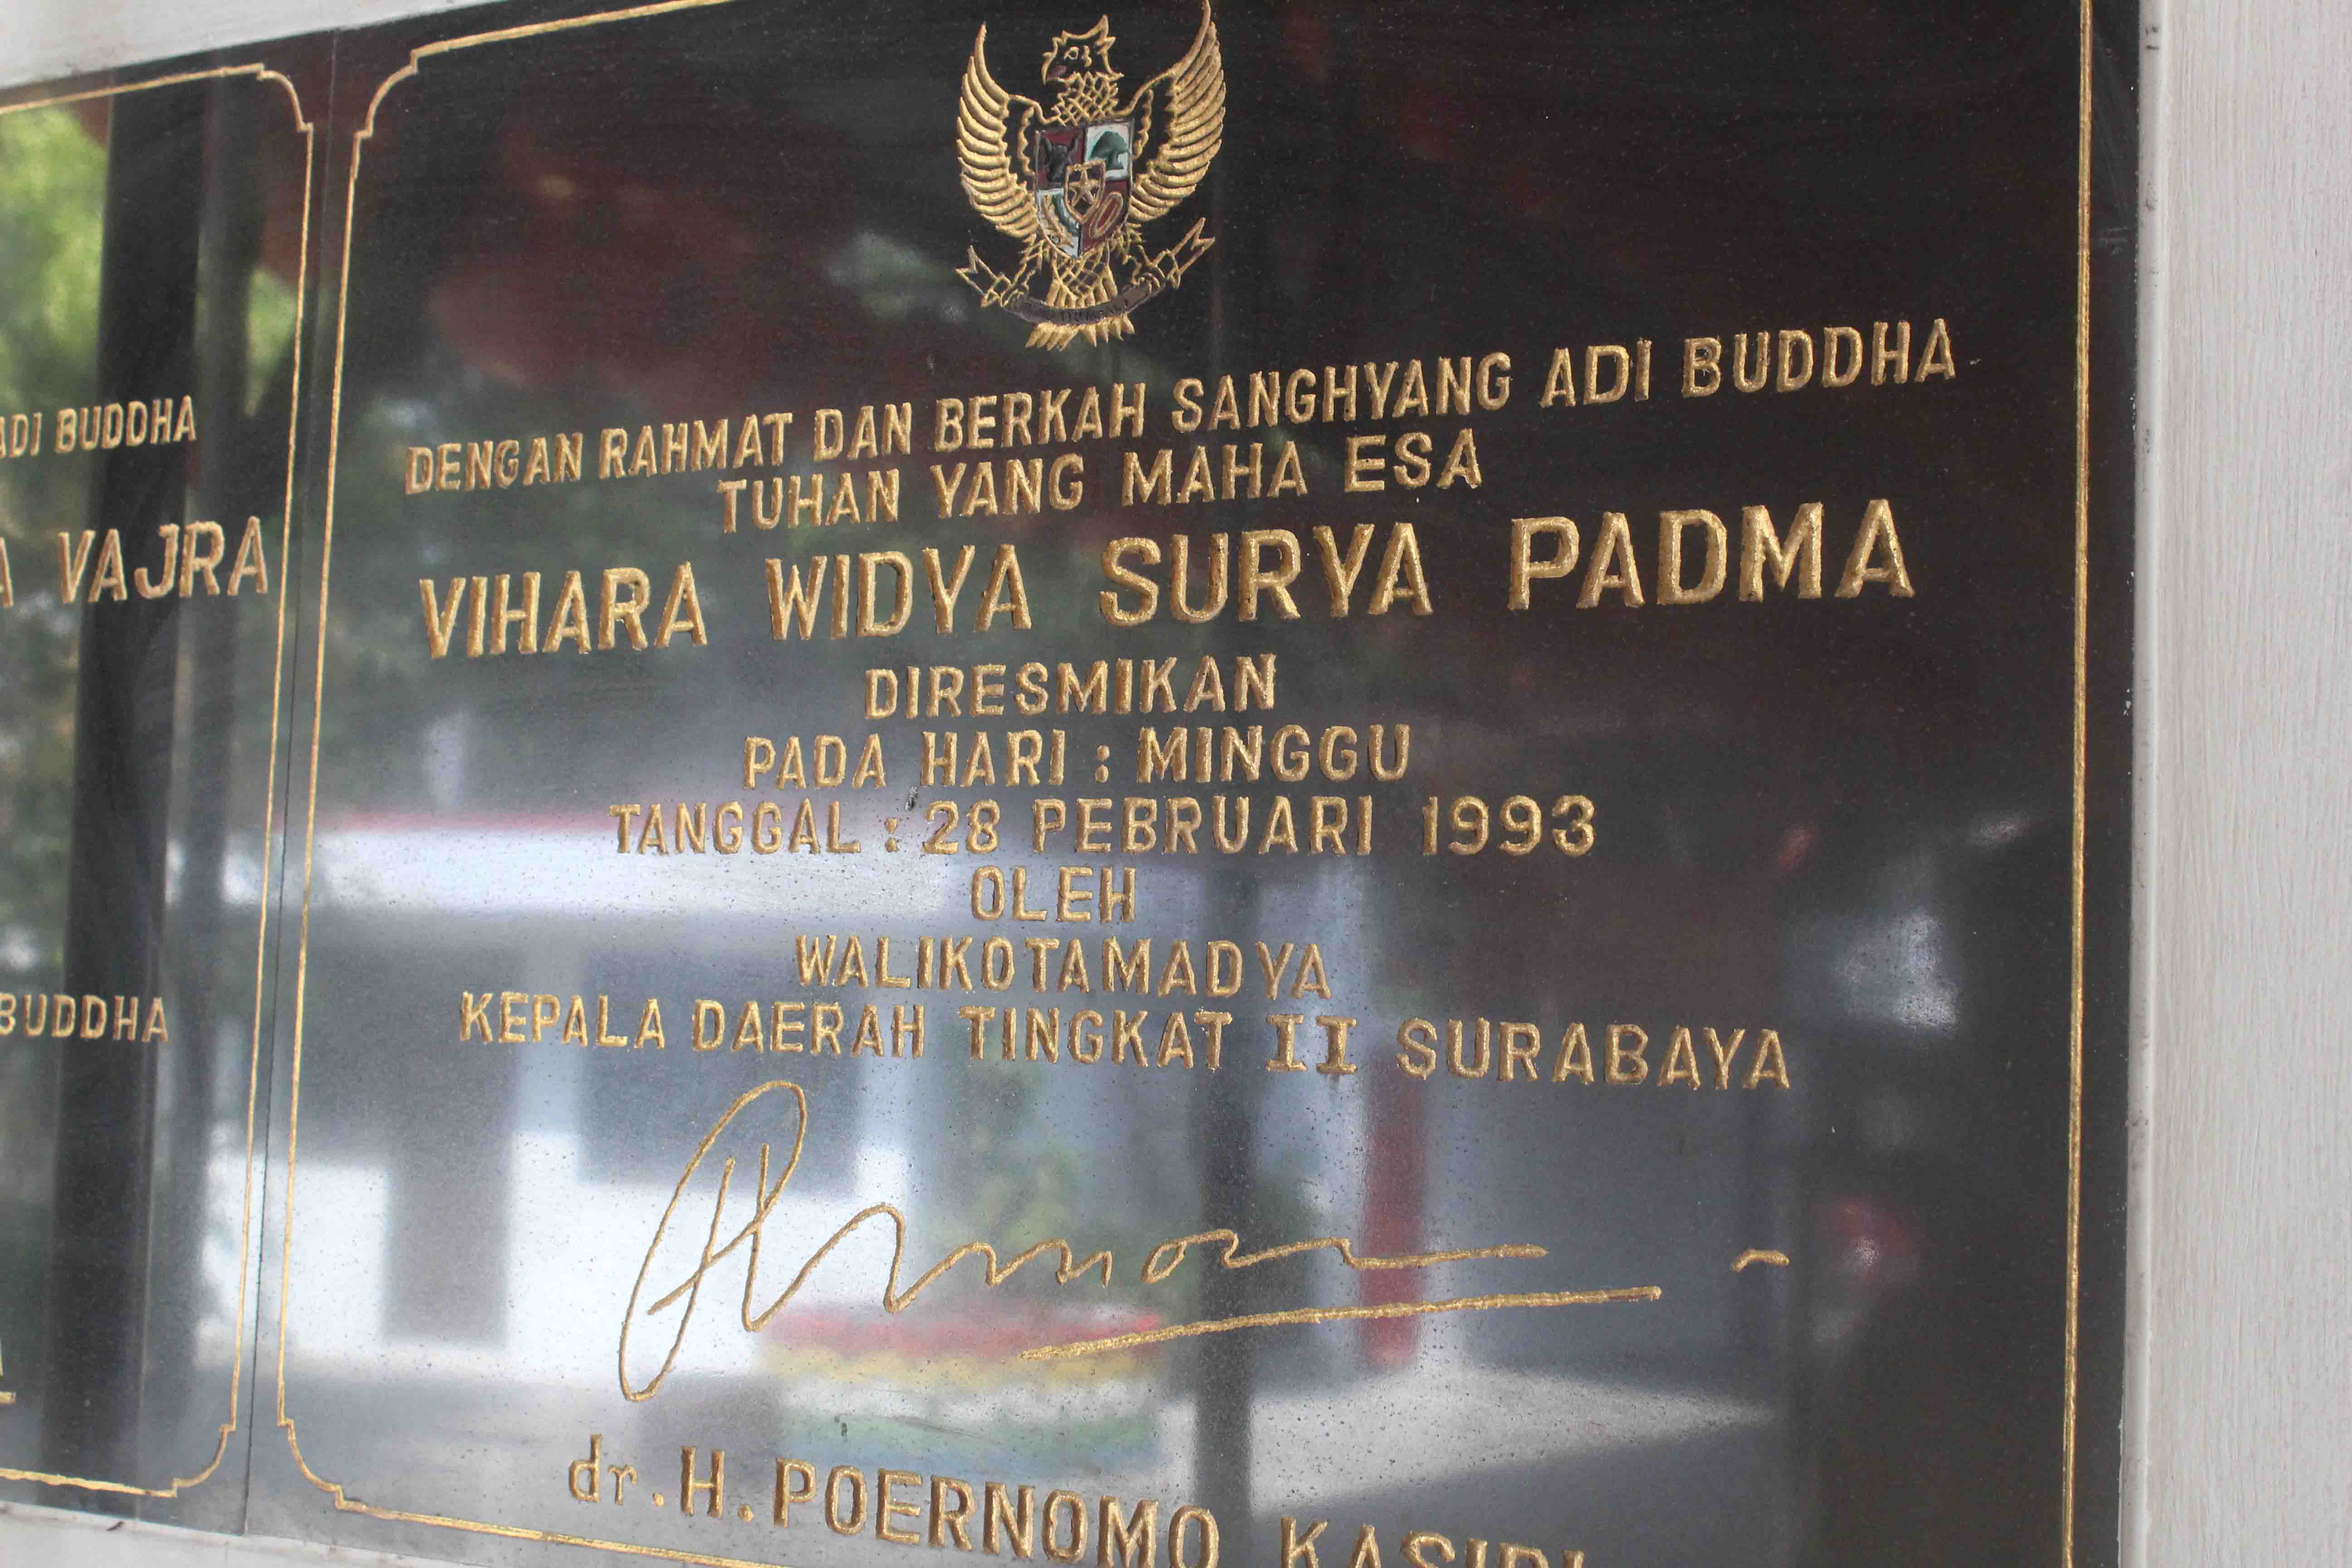 ADI BUDDHA
VAJRA
BUDDHA
DENGAN RAHMAT DAN BERKAH SANGHYANG ADI BUDDHA
TUHAN YANG MAHA ESA
VIHARA WIDYA SURYA PADMA
DIRESMIKAN
PADA HARI : MINGGU
TANGGAL : 28 PEBRUARI 1993
OLEH
WALIKOTAMADYA
KEPALA DAERAH TINGKAT II SURABAYA
dr. H. POERNOMO KASIDI